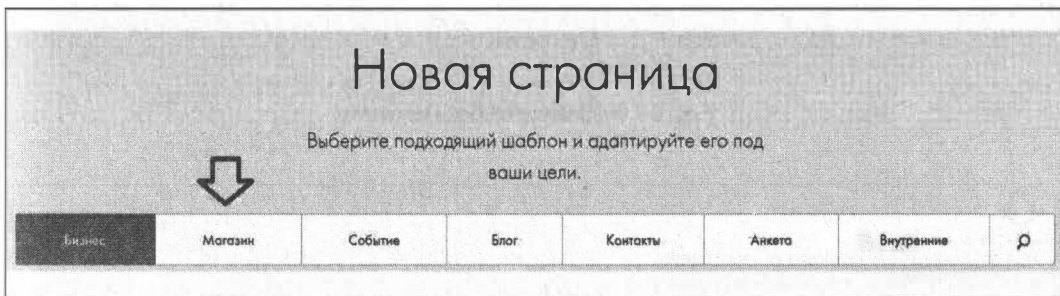 Новая страница
Выберите подходящий шаблон и адаптируйте его под
ваши цели.
Бизнес Магазин Событие Блог Контакты Анкета Внутренние